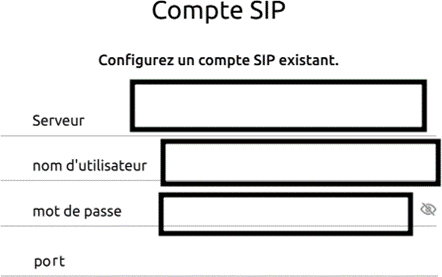 Compte SIP
Configurez un compte SIP existant.
Serveur
nom d'utilisateur
mot de passe
port